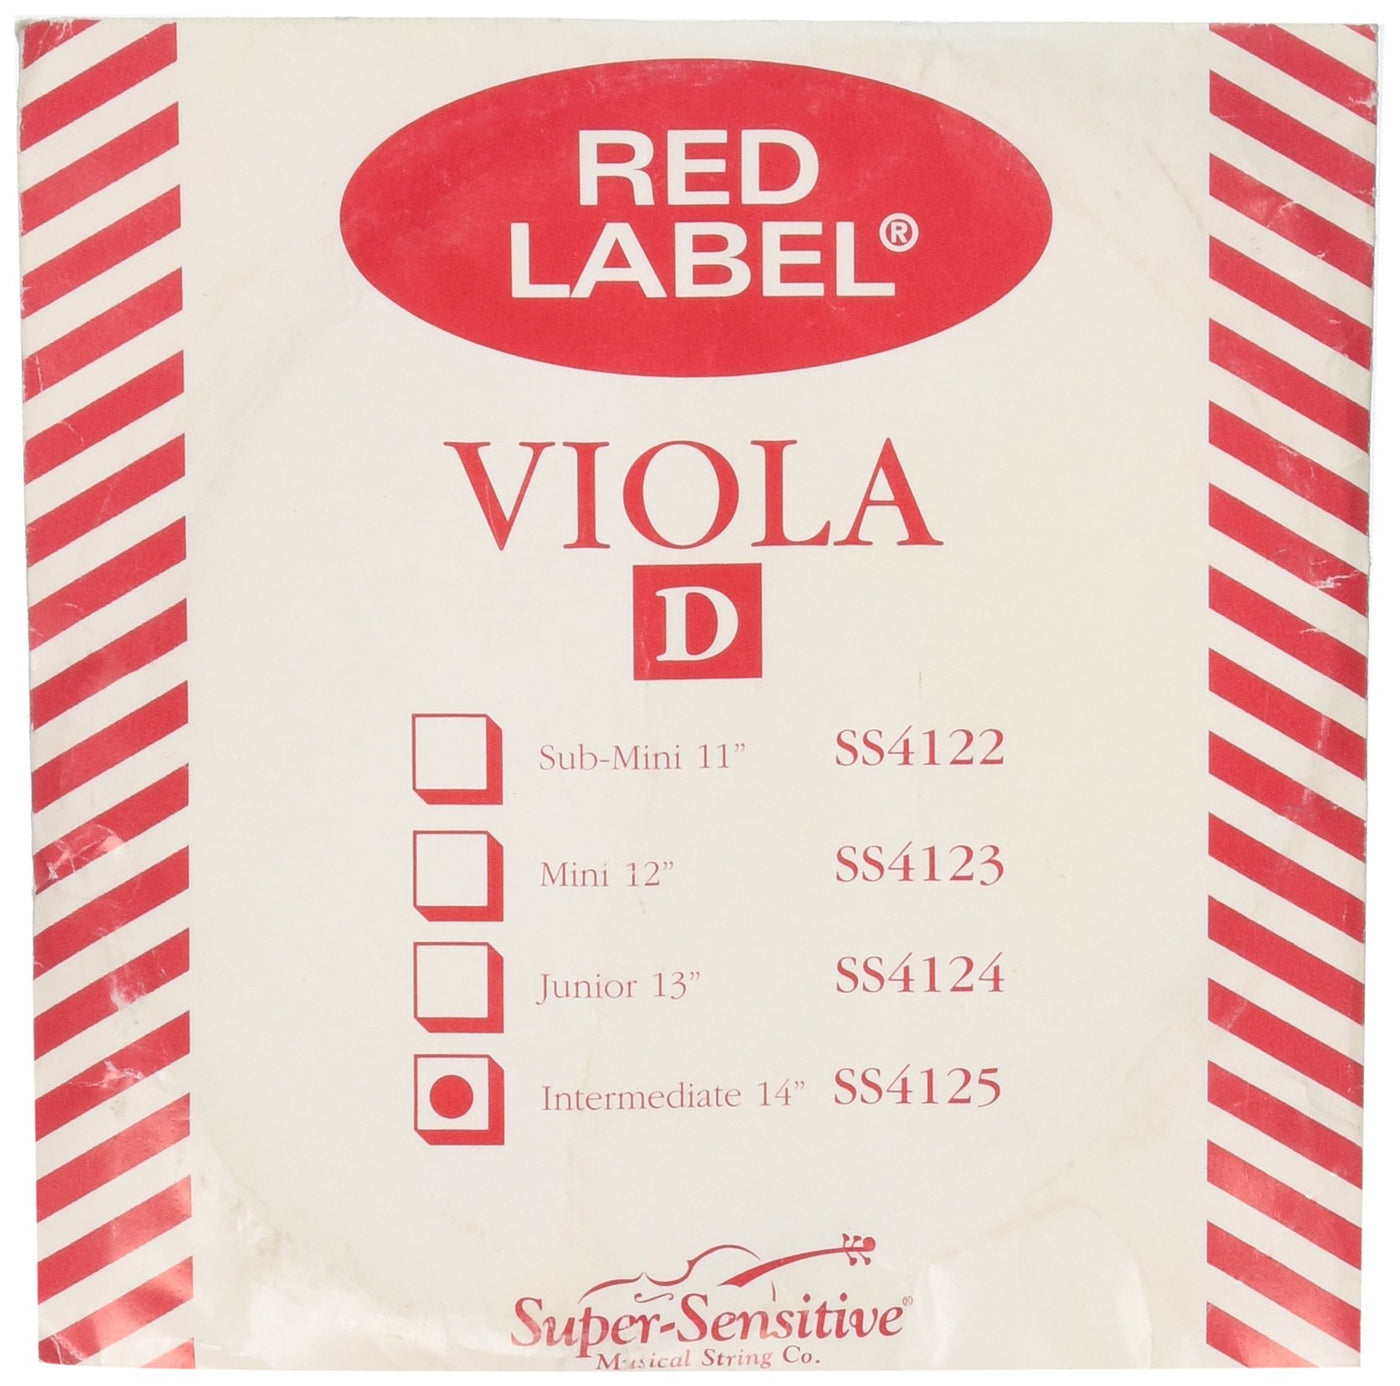 RED
LABEL®
VIOLA
D
Sub-Mini 11” SS4122
Mini 12” SS4123
Junior 13” SS4124
Intermediate 14” SS4125
Super-Sensitive®
Musical String Co.